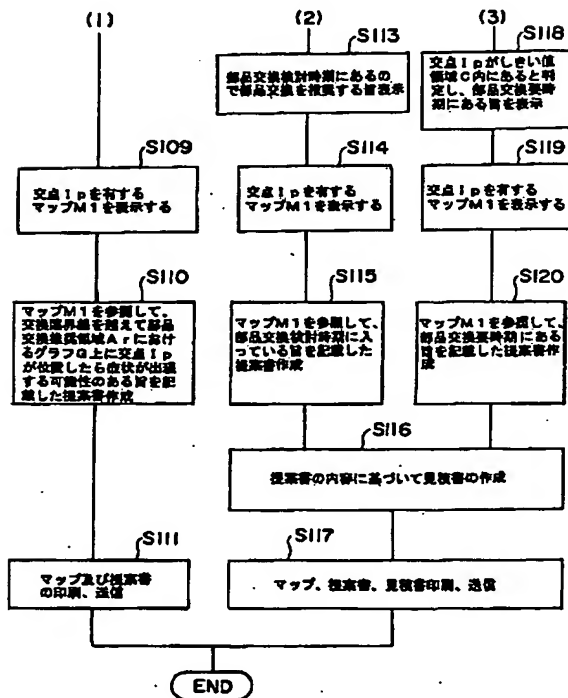 (1)
(2)
(3)
S113
部品交換検討時期にあるの
で部品交換を推奨する旨表示
S118
交点Ipがしきい値
領域C内にあると判
定し、部品交換要時
期にある旨を表示
S109
交点Ipを有する
マップM1を表示する
S114
交点Ipを有する
マップM1を表示する
S119
交点Ipを有する
マップM1を表示する
S110
マップM1を参照して、
交換限界線を越えて部品
交換推奨領域Arにおけ
るグラフG上に交点Ip
が位置したら症状が出現
する可能性のある旨を記
載した提案書作成
S115
マップM1を参照して、
部品交換検討時期に入
っている旨を記載した
提案書作成
S120
マップM1を参照して、
部品交換要時期にある
旨を記載した提案書作
成
S116
提案書の内容に基づいて見積書の作成
S111
マップ及び提案書
の印刷、送信
S117
マップ、提案書、見積書印刷、送信
END